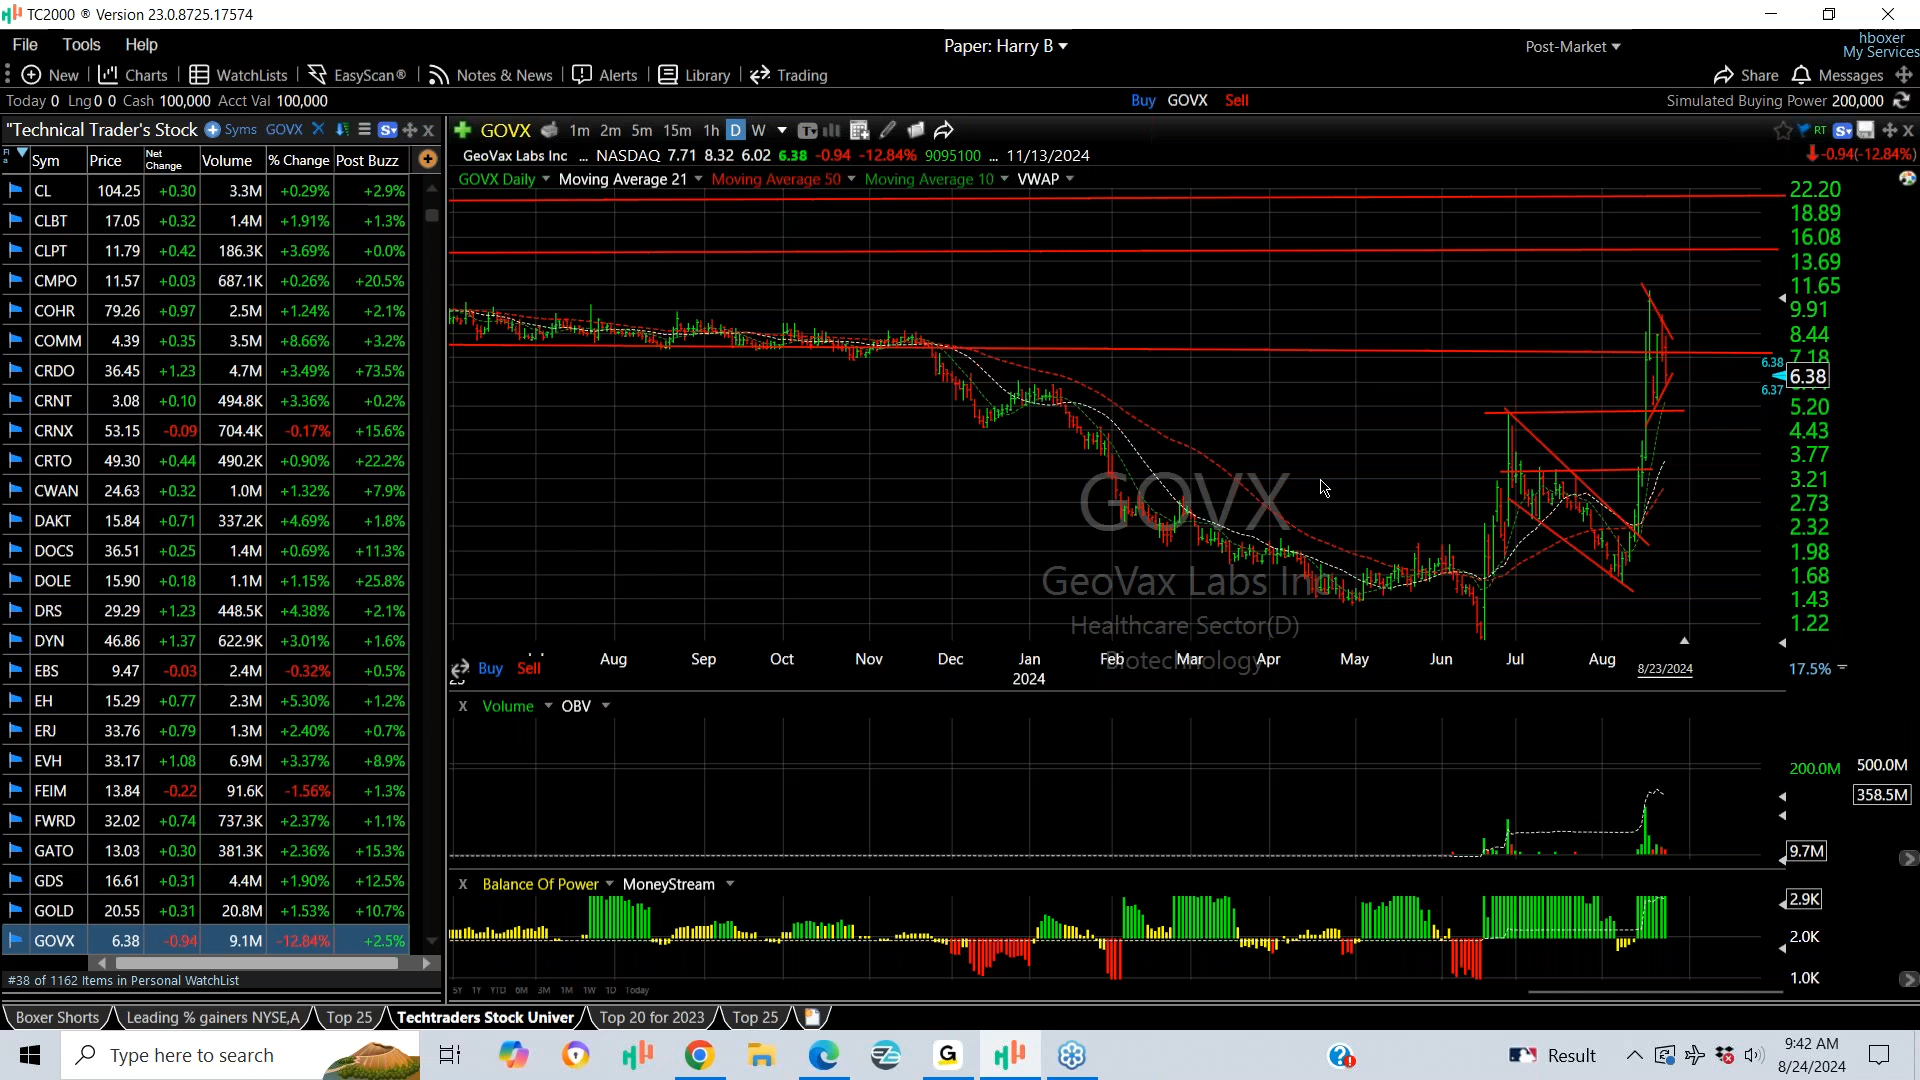 TC2000 ® Version 23.0.8725.17574
File Tools Help
Paper: Harry B
Post-Market
hboxer
My Services
New Charts WatchLists EasyScan® Notes & News Alerts Library Trading
Share Messages
Today 0 Lng 0 0 Cash 100,000 Acct Val 100,000
Buy GOVX Sell
Simulated Buying Power 200,000
"Technical Trader's Stock Syms GOVX
GOVX 1m 2m 5m 15m 1h D W
RT
GeoVax Labs Inc ... NASDAQ 7.71 8.32 6.02 6.38 -0.94 -12.84% 9095100 ... 11/13/2024
-0.94(-12.84%)
GOVX Daily Moving Average 21 Moving Average 50 Moving Average 10 VWAP
Sym Price Net Change Volume % Change Post Buzz
CL 104.25 +0.30 3.3M +0.29% +2.9%
CLBT 17.05 +0.32 1.4M +1.91% +1.3%
CLPT 11.79 +0.42 186.3K +3.69% +0.0%
CMPO 11.57 +0.03 687.1K +0.26% +20.5%
COHR 79.26 +0.97 2.5M +1.24% +2.1%
COMM 4.39 +0.35 3.5M +8.66% +3.2%
CRDO 36.45 +1.23 4.7M +3.49% +73.5%
CRNT 3.08 +0.10 494.8K +3.36% +0.2%
CRNX 53.15 -0.09 704.4K -0.17% +15.6%
CRTO 49.30 +0.44 490.2K +0.90% +22.2%
CWAN 24.63 +0.32 1.0M +1.32% +7.9%
DAKT 15.84 +0.71 337.2K +4.69% +1.8%
DOCS 36.51 +0.25 1.4M +0.69% +11.3%
DOLE 15.90 +0.18 1.1M +1.15% +25.8%
DRS 29.29 +1.23 448.5K +4.38% +2.1%
DYN 46.86 +1.37 622.9K +3.01% +1.6%
EBS 9.47 -0.03 2.4M -0.32% +0.5%
EH 15.29 +0.77 2.3M +5.30% +1.2%
ERJ 33.76 +0.79 1.3M +2.40% +0.7%
EVH 33.17 +1.08 6.9M +3.37% +8.9%
FEIM 13.84 -0.22 91.6K -1.56% +1.3%
FWRD 32.02 +0.74 737.3K +2.37% +1.1%
GATO 13.03 +0.30 381.3K +2.36% +15.3%
GDS 16.61 +0.31 4.4M +1.90% +12.5%
GOLD 20.55 +0.31 20.8M +1.53% +10.7%
GOVX 6.38 -0.94 9.1M -12.84% +2.5%
#38 of 1162 Items in Personal WatchList
22.20
18.89
16.08
13.69
11.65
9.91
8.44
7.18
6.38
6.38
6.37
5.20
4.43
3.77
3.21
2.73
2.32
1.98
1.68
1.43
1.22
GOVX
GeoVax Labs Inc
Healthcare Sector(D)
Biotechnology
Buy Sell
Aug Sep Oct Nov Dec Jan Feb Mar Apr May Jun Jul Aug
2024
8/23/2024
17.5%
X Volume OBV
200.0M 500.0M
358.5M
9.7M
X Balance Of Power MoneyStream
2.9K
2.0K
1.0K
5Y 1Y YTD 6M 3M 1M 1W 1D Today
Boxer Shorts Leading % gainers NYSE,A Top 25 Techtraders Stock Univer Top 20 for 2023 Top 25
Type here to search
Result
9:42 AM
8/24/2024